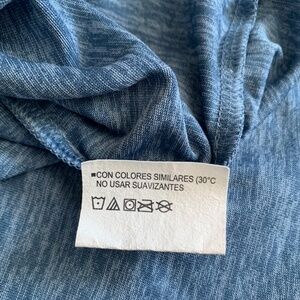 ■CON COLORES SIMILARES (30°C
NO USAR SUAVIZANTES